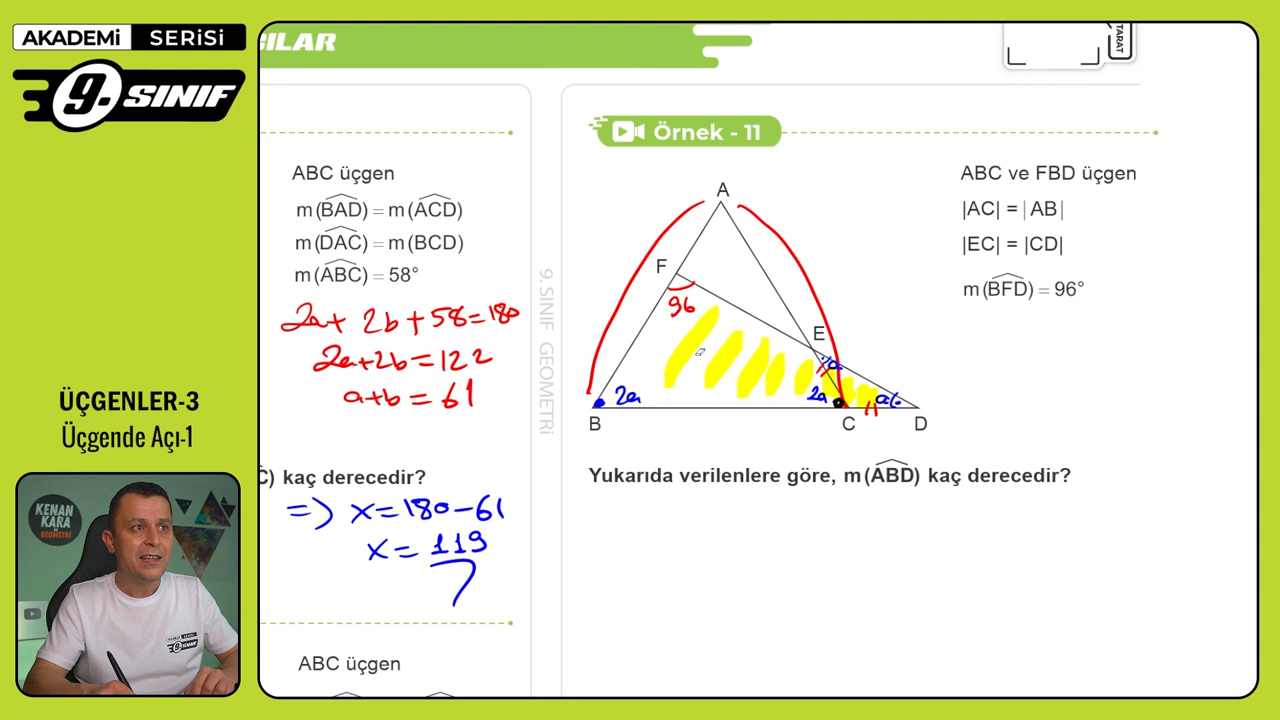 AKADEMİ SERİSİ
9. SINIF
GILAR
TARAT
ABC üçgen
m(BAD) = m(ACD)
m(DAC) = m(BCD)
m(ABC) = 58°
2a + 2b + 58 = 180
2a + 2b = 122
a + b = 61
C) kaç derecedir?
=> x = 180 - 61
x = 119
ABC üçgen
9. SINIF GEOMETRİ
Örnek - 11
ABC ve FBD üçgen
|AC| = |AB|
|EC| = |CD|
m(BFD) = 96°
A
F
96
E
a
2a
2a
a
B
C
D
Yukarıda verilenlere göre, m(ABD) kaç derecedir?
ÜÇGENLER-3
Üçgende Açı-1
KENAN
KARA
GEOMETRİ
9. SINIF